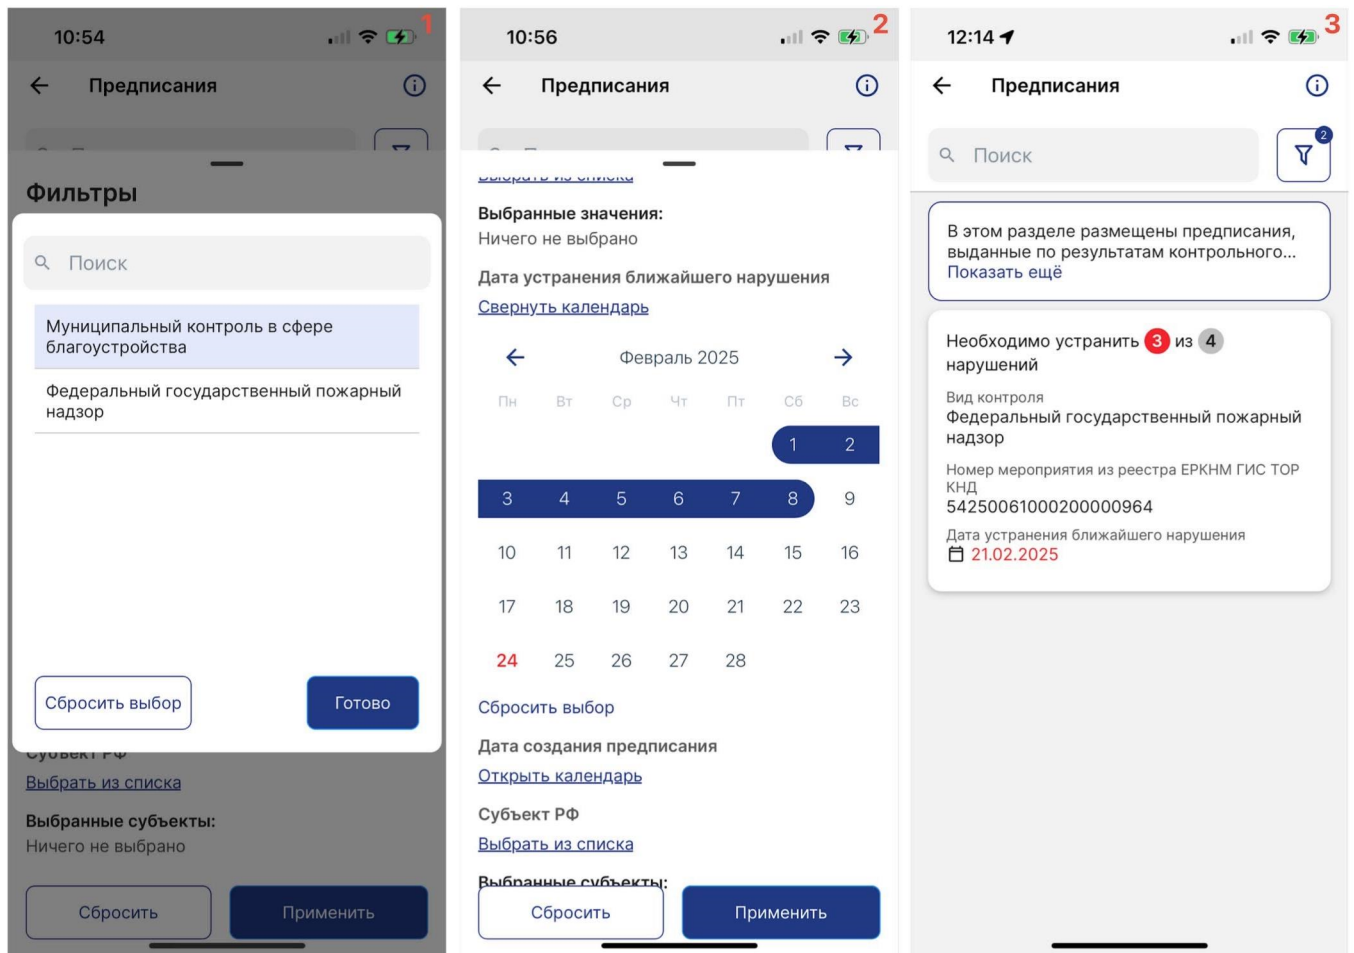 10:54
1
Предписания
Фильтры
Поиск
Муниципальный контроль в сфере
благоустройства
Федеральный государственный пожарный
надзор
Сбросить выбор
Готово
Субъект РФ
Выбрать из списка
Выбранные субъекты:
Ничего не выбрано
Сбросить
Применить
10:56
2
Предписания
Выбрать из списка
Выбранные значения:
Ничего не выбрано
Дата устранения ближайшего нарушения
Свернуть календарь
Февраль 2025
Пн Вт Ср Чт Пт Сб Вс
1 2
3 4 5 6 7 8 9
10 11 12 13 14 15 16
17 18 19 20 21 22 23
24 25 26 27 28
Сбросить выбор
Дата создания предписания
Открыть календарь
Субъект РФ
Выбрать из списка
Выбранные субъекты:
Сбросить
Применить
12:14
3
Предписания
Поиск
2
В этом разделе размещены предписания,
выданные по результатам контрольного...
Показать ещё
Необходимо устранить 3 из 4
нарушений
Вид контроля
Федеральный государственный пожарный
надзор
Номер мероприятия из реестра ЕРКНМ ГИС ТОР
КНД
54250061000200000964
Дата устранения ближайшего нарушения
21.02.2025